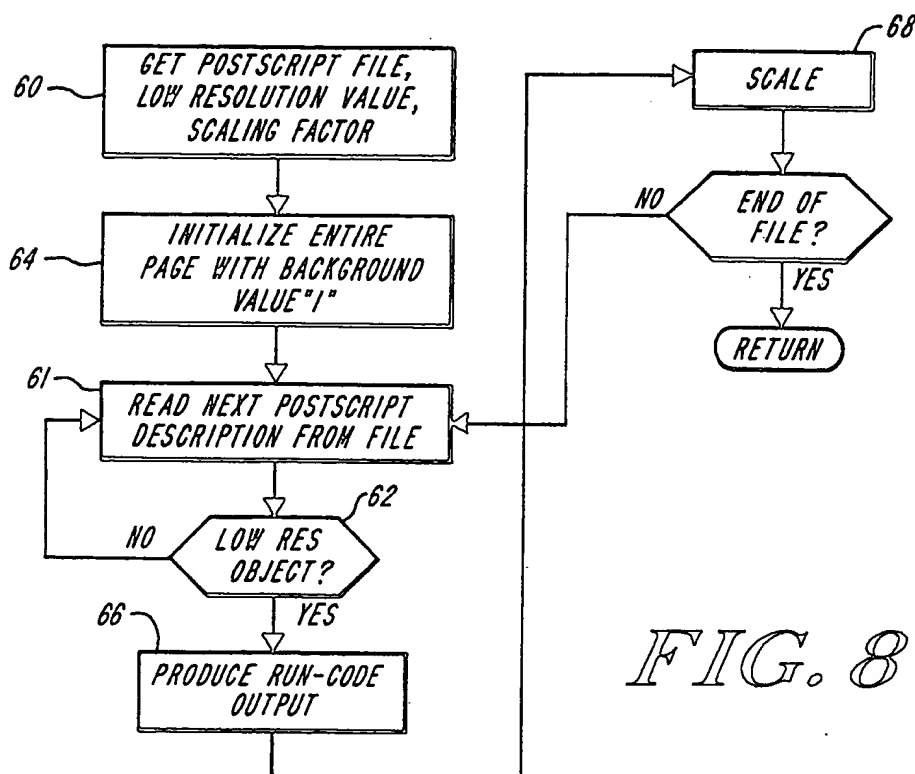 60
GET POSTSCRIPT FILE,
LOW RESOLUTION VALUE,
SCALING FACTOR
64
INITIALIZE ENTIRE
PAGE WITH BACKGROUND
VALUE "1"
61
READ NEXT POSTSCRIPT
DESCRIPTION FROM FILE
62
NO
LOW RES
OBJECT?
YES
66
PRODUCE RUN-CODE
OUTPUT
68
SCALE
NO
END OF
FILE?
YES
RETURN
FIG. 8